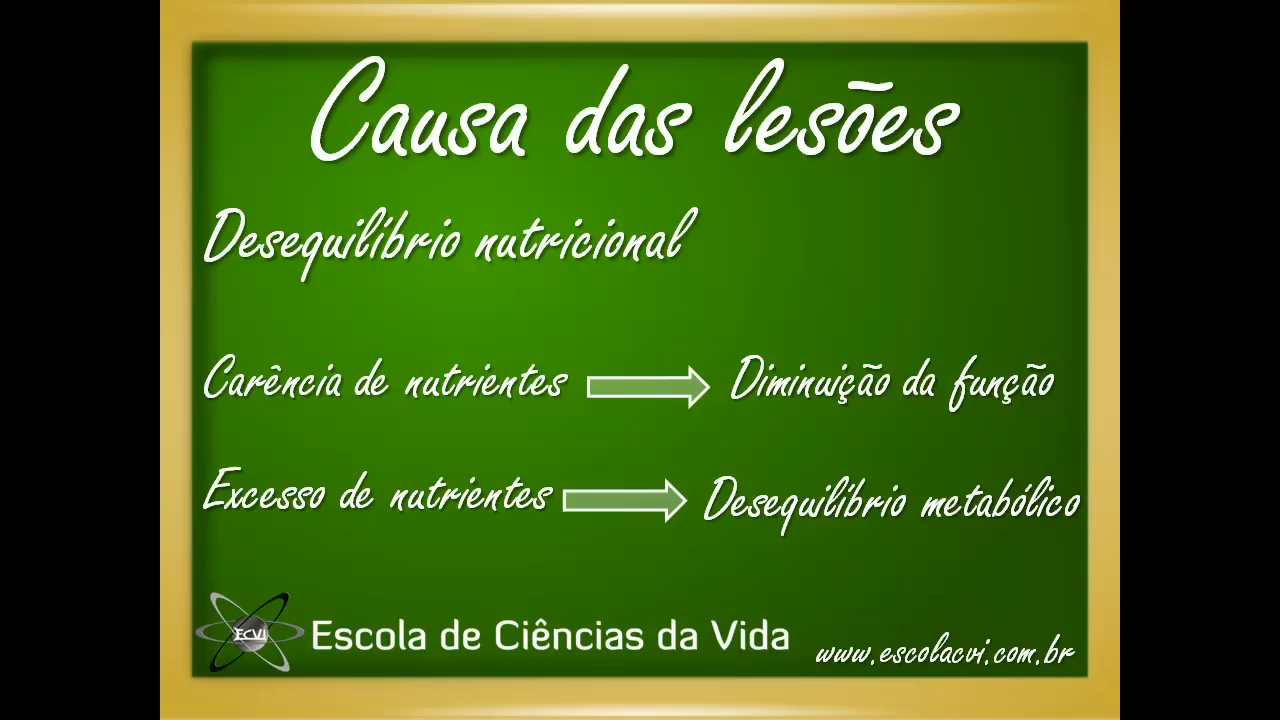 Causa das lesões
Desequilíbrio nutricional
Carência de nutrientes Diminuição da função
Excesso de nutrientes Desequilíbrio metabólico
ECVI Escola de Ciências da Vida
www.escolacvi.com.br